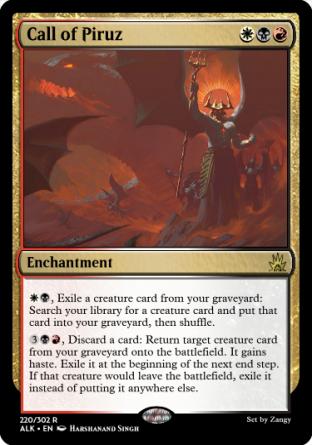 Call of Piruz
Enchantment
, Exile a creature card from your graveyard:
Search your library for a creature card and put that
card into your graveyard, then shuffle.
3, Discard a card: Return target creature card
from your graveyard onto the battlefield. It gains
haste. Exile it at the beginning of the next end step.
If that creature would leave the battlefield, exile it
instead of putting it anywhere else.
220/302 R
ALK • EN Harshanand Singh
Set by Zangy